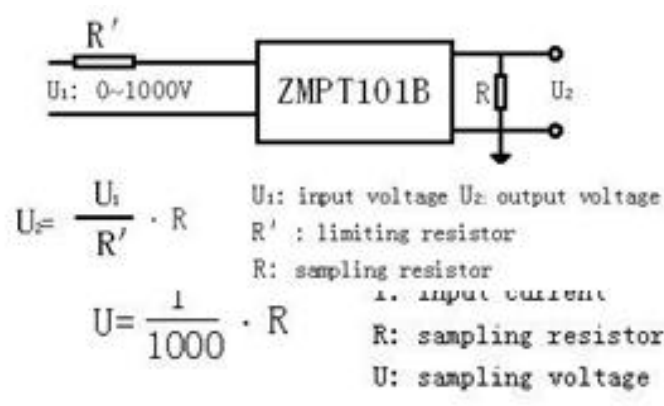 R'
U₁: 0~1000V
ZMPT101B
R
U₂
U₂= U₁/R' · R
U₁: input voltage U₂: output voltage
R' : limiting resistor
R: sampling resistor
I: input current
U= I/1000 · R
R: sampling resistor
U: sampling voltage